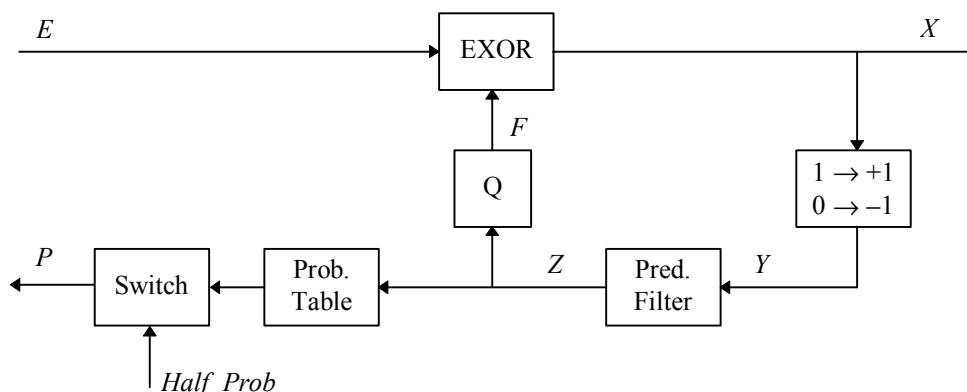 E
EXOR
X
F
Q
1 → +1
0 → –1
P
Switch
Prob.
Table
Z
Pred.
Filter
Y
Half_Prob